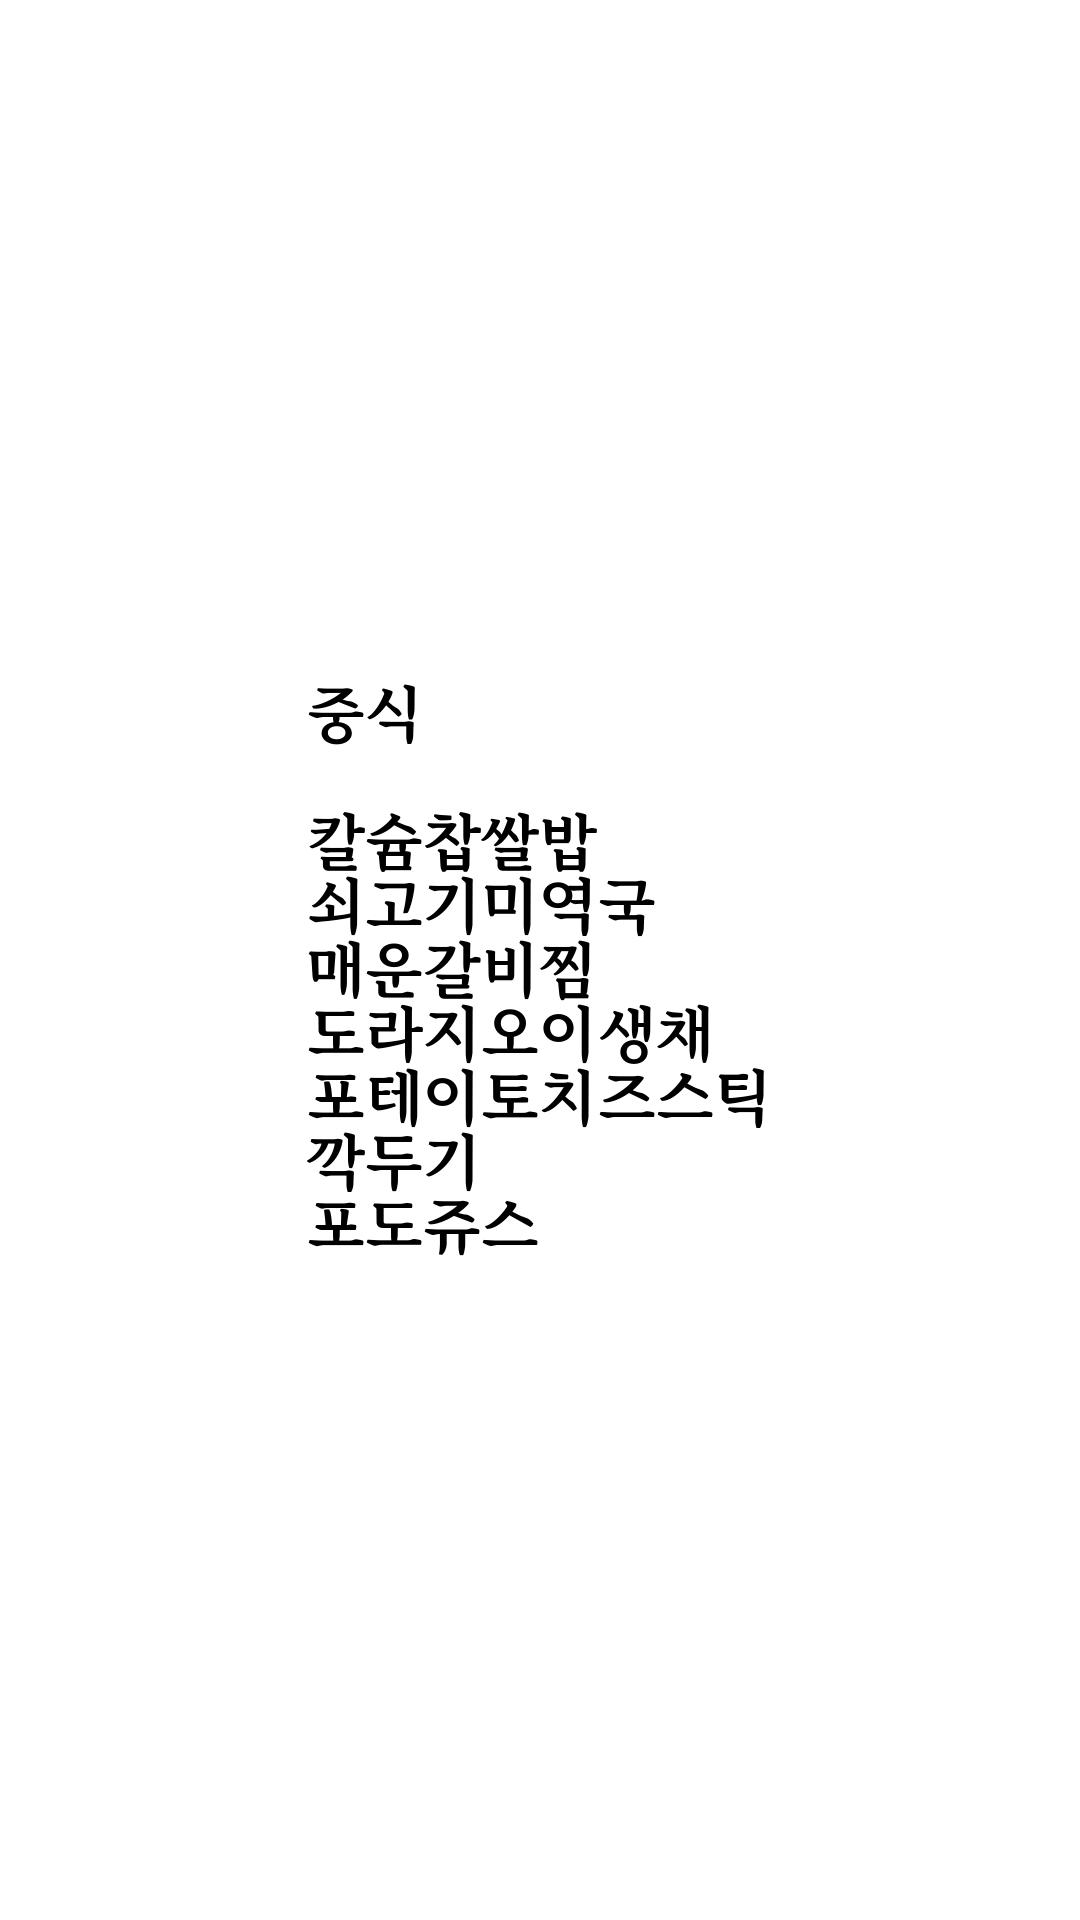 중식
칼슘찹쌀밥
쇠고기미역국
매운갈비찜
도라지오이생채
포테이토치즈스틱
깍두기
포도쥬스